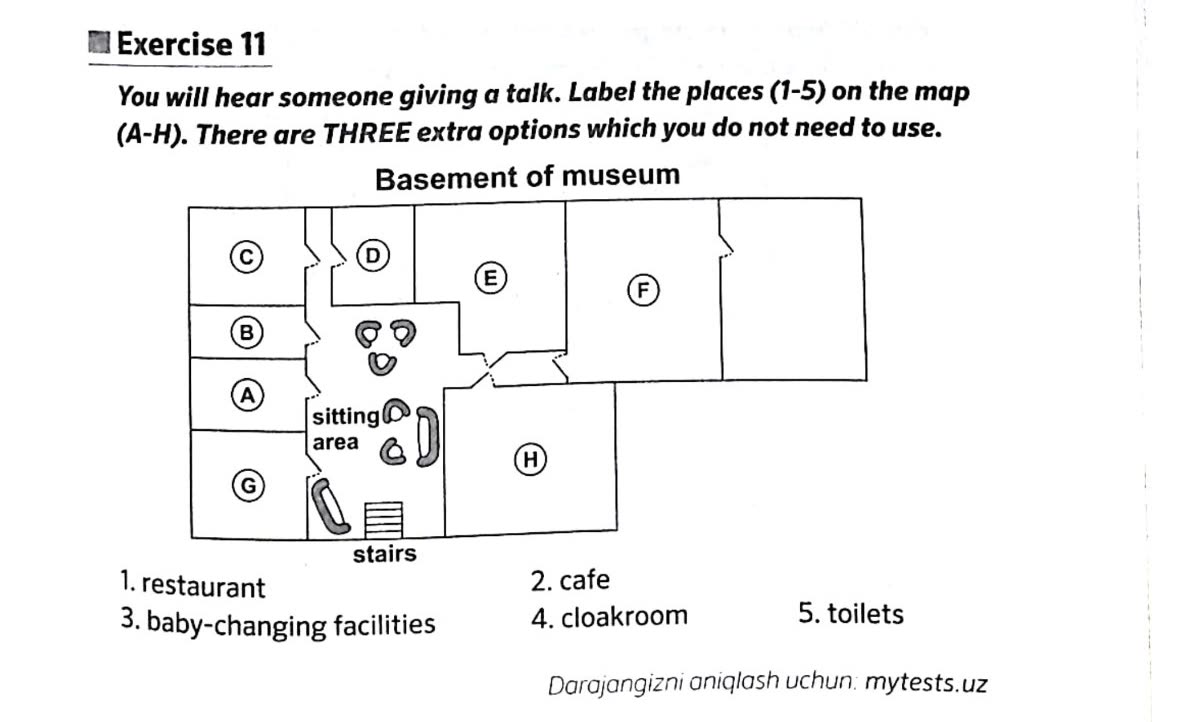 Exercise 11
You will hear someone giving a talk. Label the places (1-5) on the map
(A-H). There are THREE extra options which you do not need to use.
Basement of museum
C
D
E
F
B
A
sitting
area
H
G
stairs
1. restaurant
2. cafe
3. baby-changing facilities
4. cloakroom
5. toilets
Darajangizni aniqlash uchun: mytests.uz